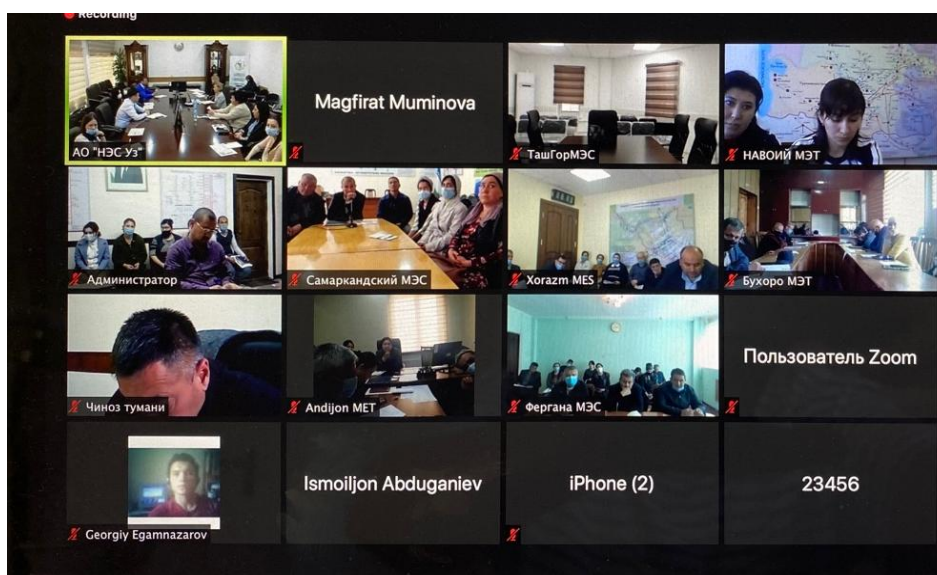 Recording
АО "НЭС Уз"
Magfirat Muminova
ТашГорМЭС
НАВОИЙ МЭТ
Администратор
Самаркандский МЭС
Xorazm MES
Бухоро МЭТ
Чиноз тумани
Andijon MET
Фергана МЭС
Пользователь Zoom
Georgiy Egamnazarov
Ismoiljon Abduganiev
iPhone (2)
23456